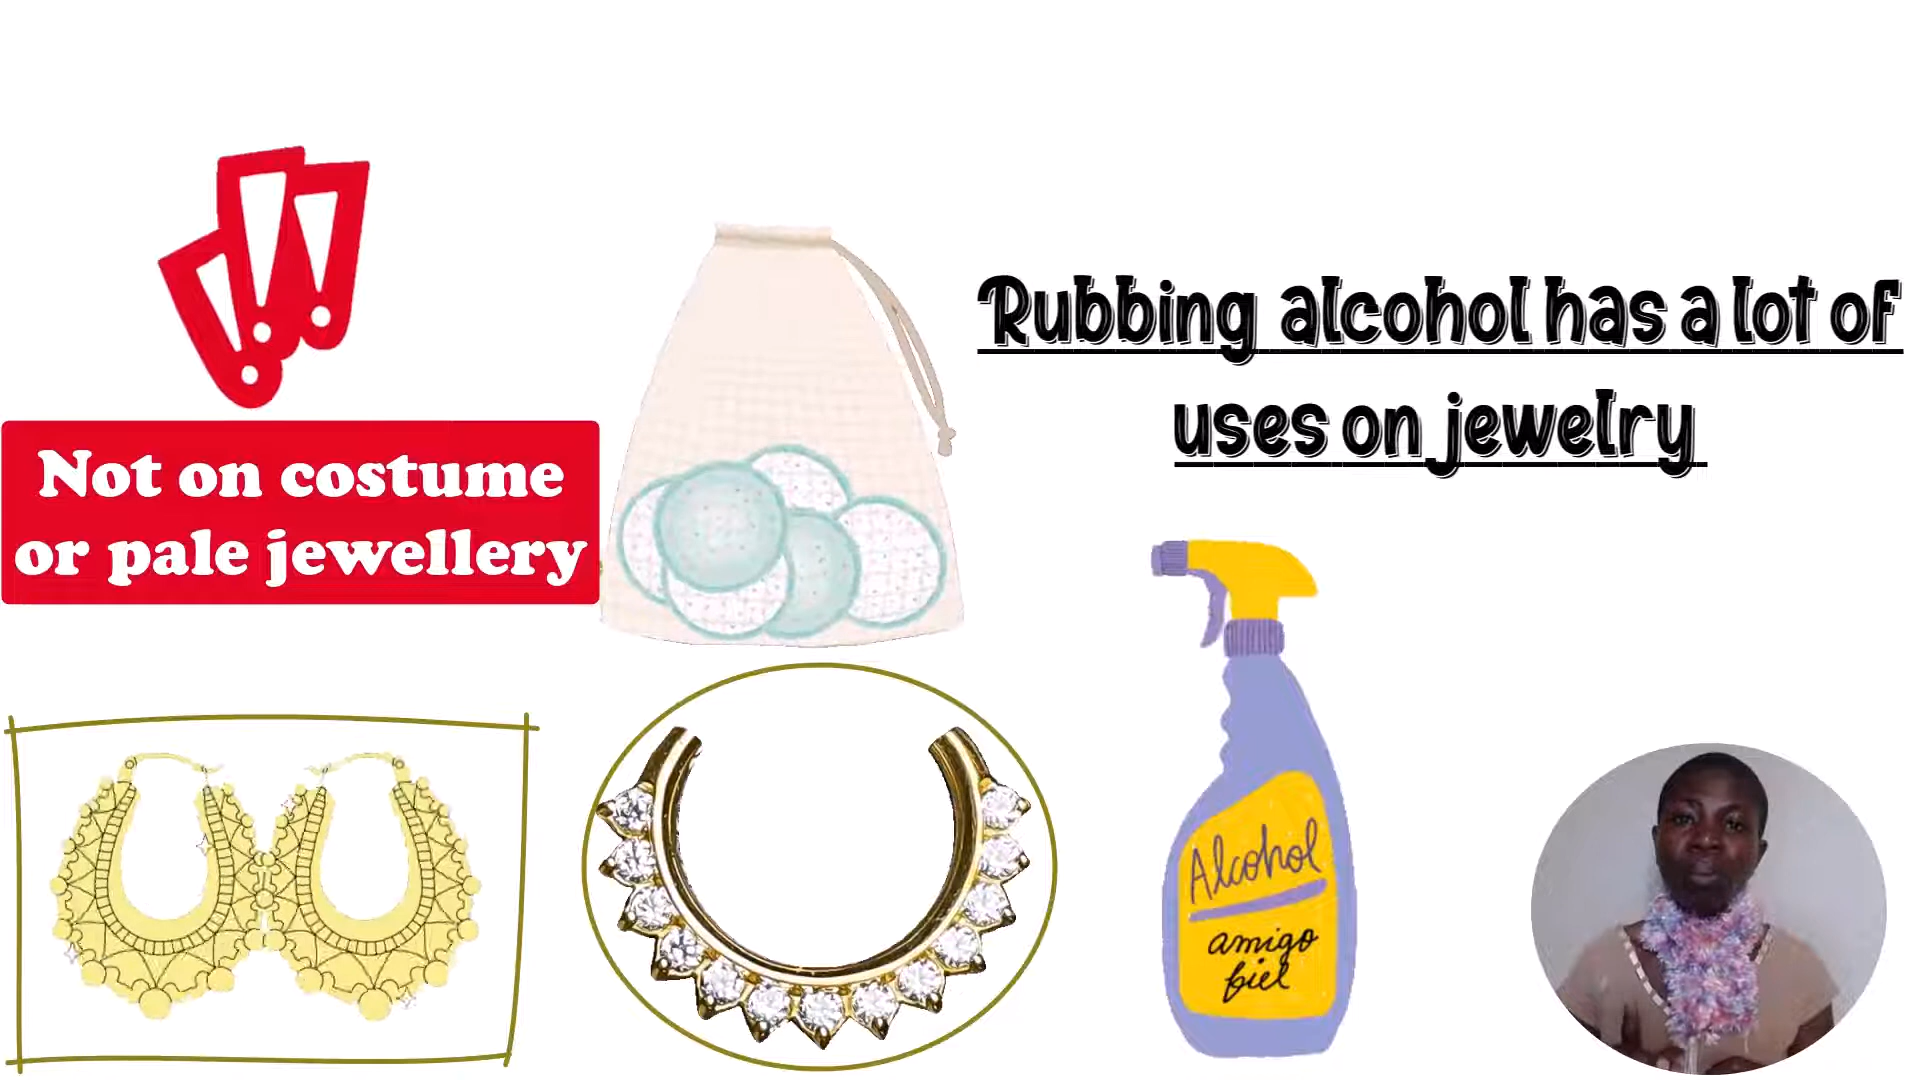 Rubbing alcohol has a lot of
uses on jewelry
Not on costume
or pale jewellery
Alcohol
amigo
fiel